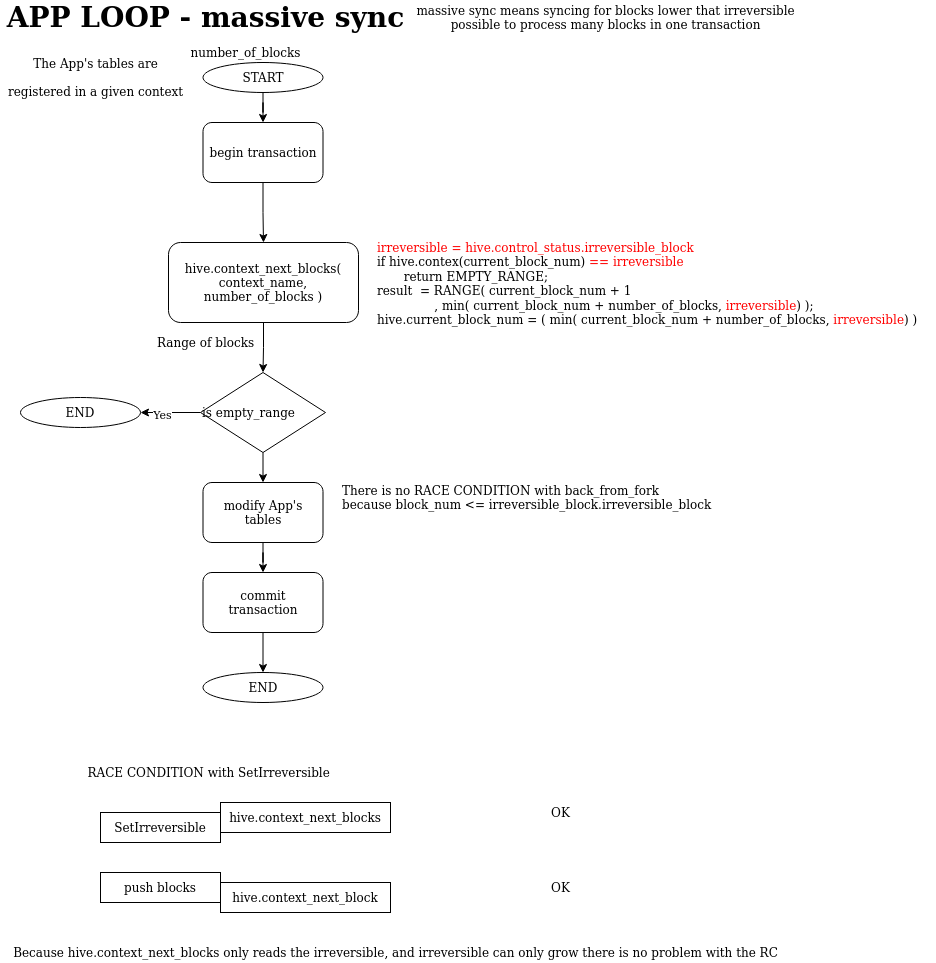 APP LOOP - massive sync
massive sync means syncing for blocks lower that irreversible
possible to process many blocks in one transaction
The App's tables are
registered in a given context
number_of_blocks
START
begin transaction
hive.context_next_blocks(
context_name,
number_of_blocks )
irreversible = hive.control_status.irreversible_block
if hive.contex(current_block_num) == irreversible
return EMPTY_RANGE;
result = RANGE( current_block_num + 1
, min( current_block_num + number_of_blocks, irreversible) );
hive.current_block_num = ( min( current_block_num + number_of_blocks, irreversible) )
Range of blocks
is empty_range
Yes
END
modify App's
tables
There is no RACE CONDITION with back_from_fork
because block_num <= irreversible_block.irreversible_block
commit
transaction
END
RACE CONDITION with SetIrreversible
SetIrreversible
hive.context_next_blocks
OK
push blocks
hive.context_next_block
OK
Because hive.context_next_blocks only reads the irreversible, and irreversible can only grow there is no problem with the RC